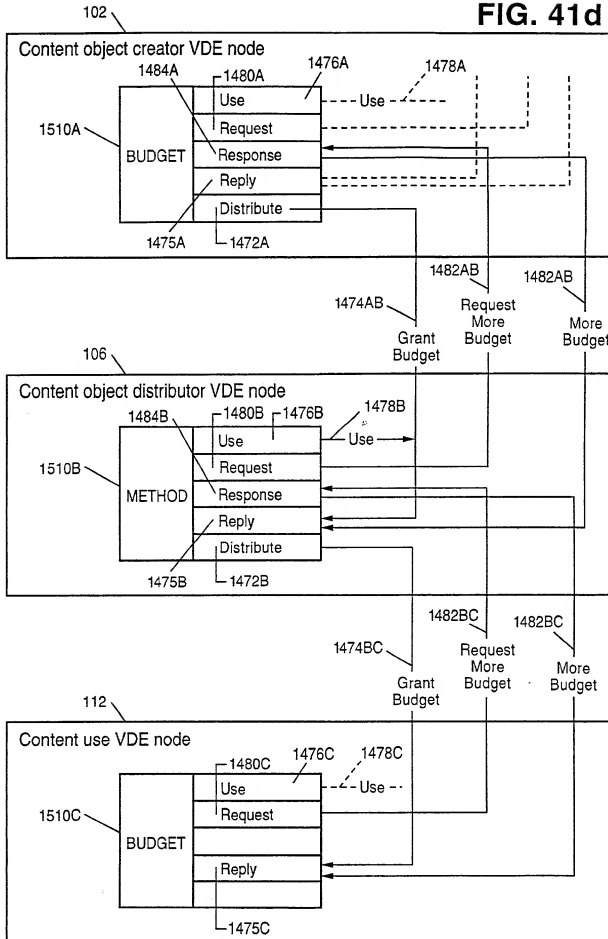 FIG. 41d
102
Content object creator VDE node
1484A
1480A
1476A
1478A
Use
Use
1510A
BUDGET
Request
Response
Reply
Distribute
1475A
1472A
1474AB
1482AB
1482AB
Grant
Budget
Request
More
Budget
More
Budget
106
Content object distributor VDE node
1484B
1480B
1476B
1478B
Use
Use
1510B
METHOD
Request
Response
Reply
Distribute
1475B
1472B
1474BC
1482BC
1482BC
Grant
Budget
Request
More
Budget
More
Budget
112
Content use VDE node
1480C
1476C
1478C
Use
Use
1510C
BUDGET
Request
Reply
1475C